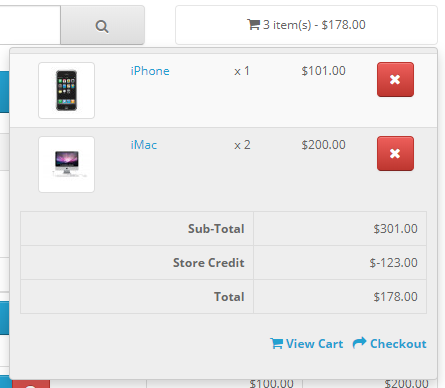 3 item(s) - $178.00
iPhone x 1 $101.00
iMac x 2 $200.00
Sub-Total $301.00
Store Credit $-123.00
Total $178.00
View Cart Checkout
$100.00 $200.00